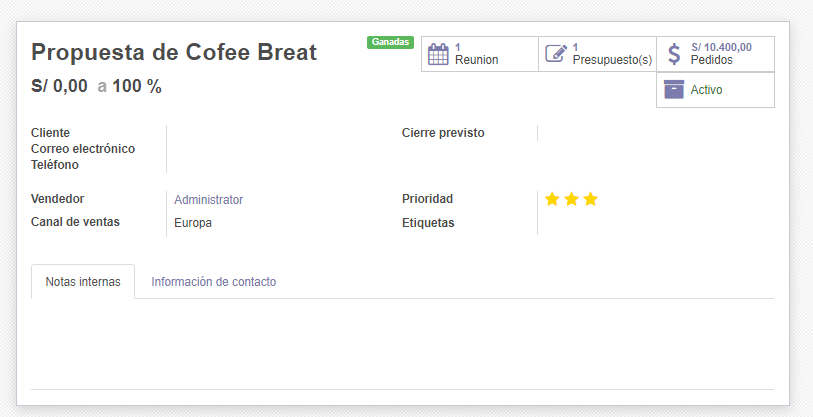 Propuesta de Cofee Breat
Ganadas
1
Reunion
1
Presupuesto(s)
S/ 10.400,00
Pedidos
S/ 0,00 a 100 %
Activo
Cliente
Correo electrónico
Teléfono
Cierre previsto
Vendedor Administrator
Canal de ventas Europa
Prioridad
Etiquetas
Notas internas Información de contacto